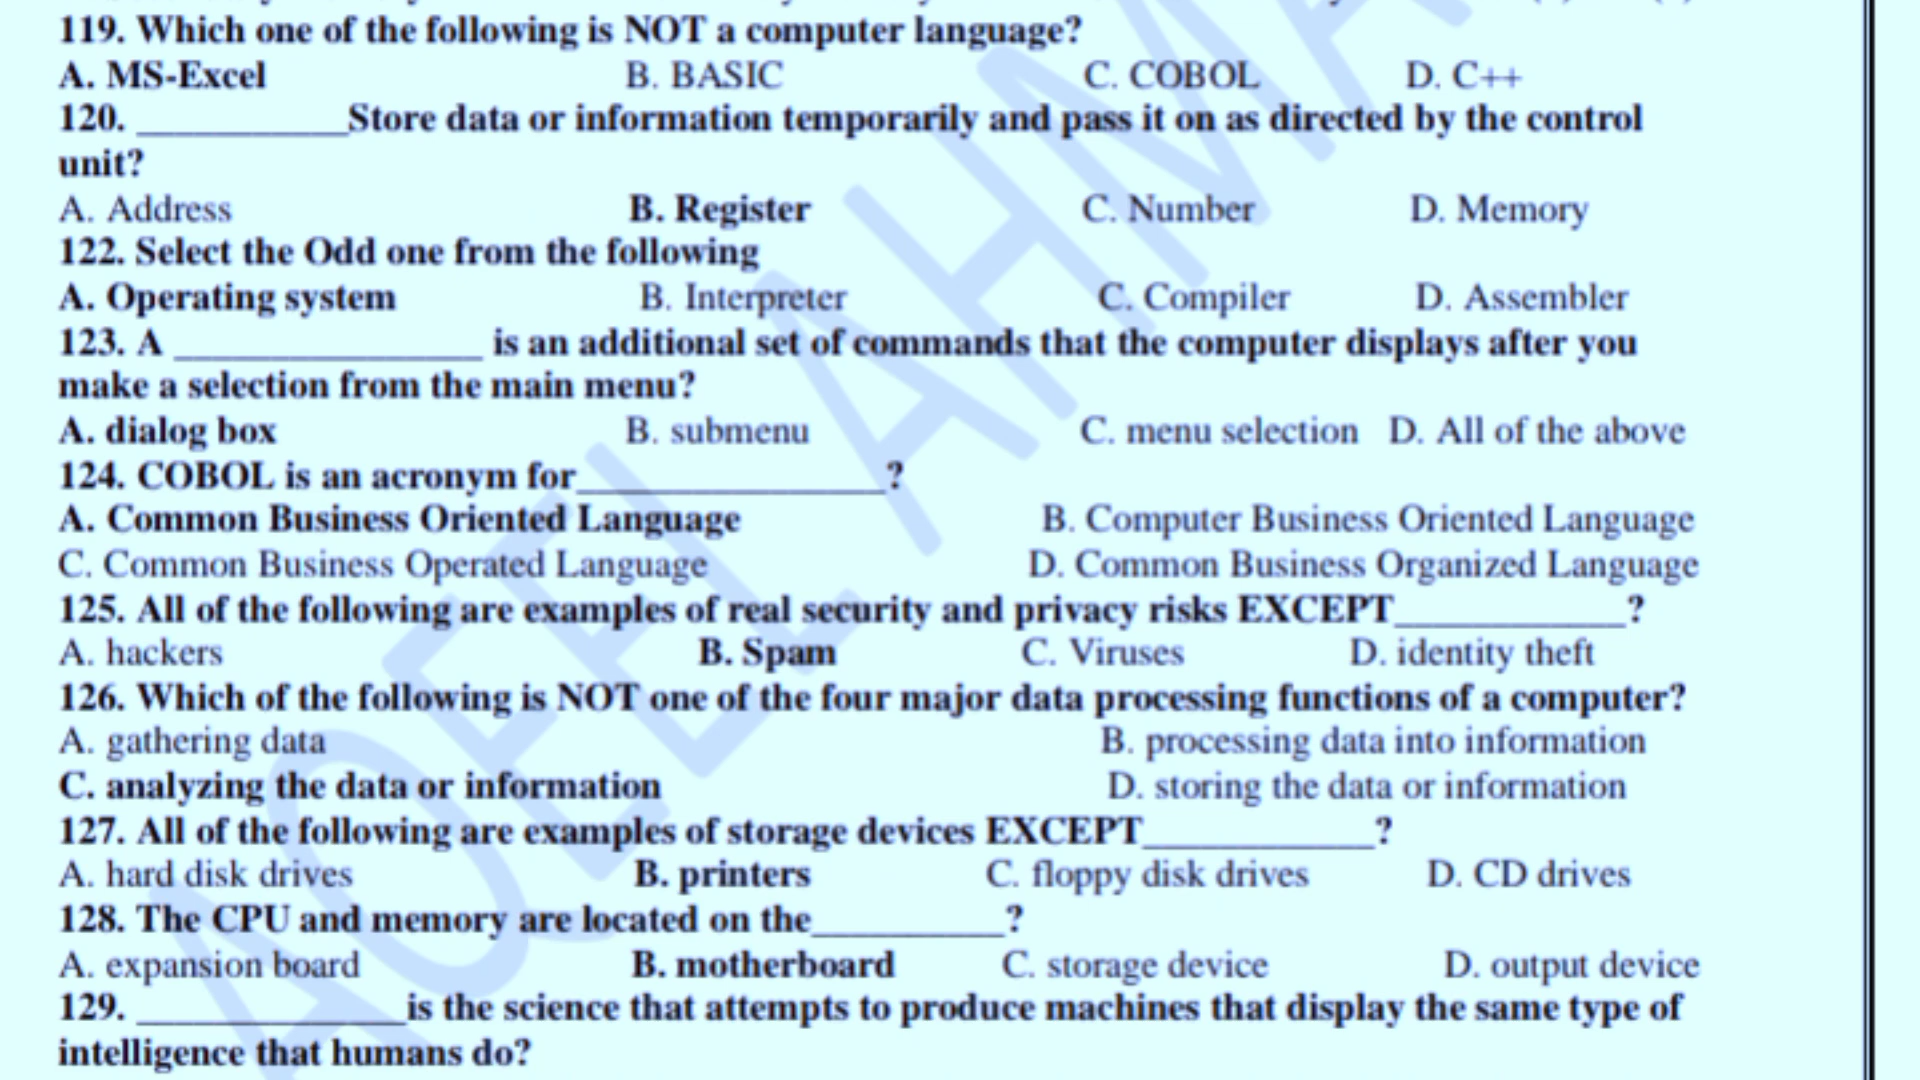 119. Which one of the following is NOT a computer language?
A. MS-Excel B. BASIC C. COBOL D. C++
120. ___________Store data or information temporarily and pass it on as directed by the control
unit?
A. Address B. Register C. Number D. Memory
122. Select the Odd one from the following
A. Operating system B. Interpreter C. Compiler D. Assembler
123. A ________________ is an additional set of commands that the computer displays after you
make a selection from the main menu?
A. dialog box B. submenu C. menu selection D. All of the above
124. COBOL is an acronym for________________?
A. Common Business Oriented Language B. Computer Business Oriented Language
C. Common Business Operated Language D. Common Business Organized Language
125. All of the following are examples of real security and privacy risks EXCEPT____________?
A. hackers B. Spam C. Viruses D. identity theft
126. Which of the following is NOT one of the four major data processing functions of a computer?
A. gathering data B. processing data into information
C. analyzing the data or information D. storing the data or information
127. All of the following are examples of storage devices EXCEPT____________?
A. hard disk drives B. printers C. floppy disk drives D. CD drives
128. The CPU and memory are located on the__________?
A. expansion board B. motherboard C. storage device D. output device
129. ______________is the science that attempts to produce machines that display the same type of
intelligence that humans do?